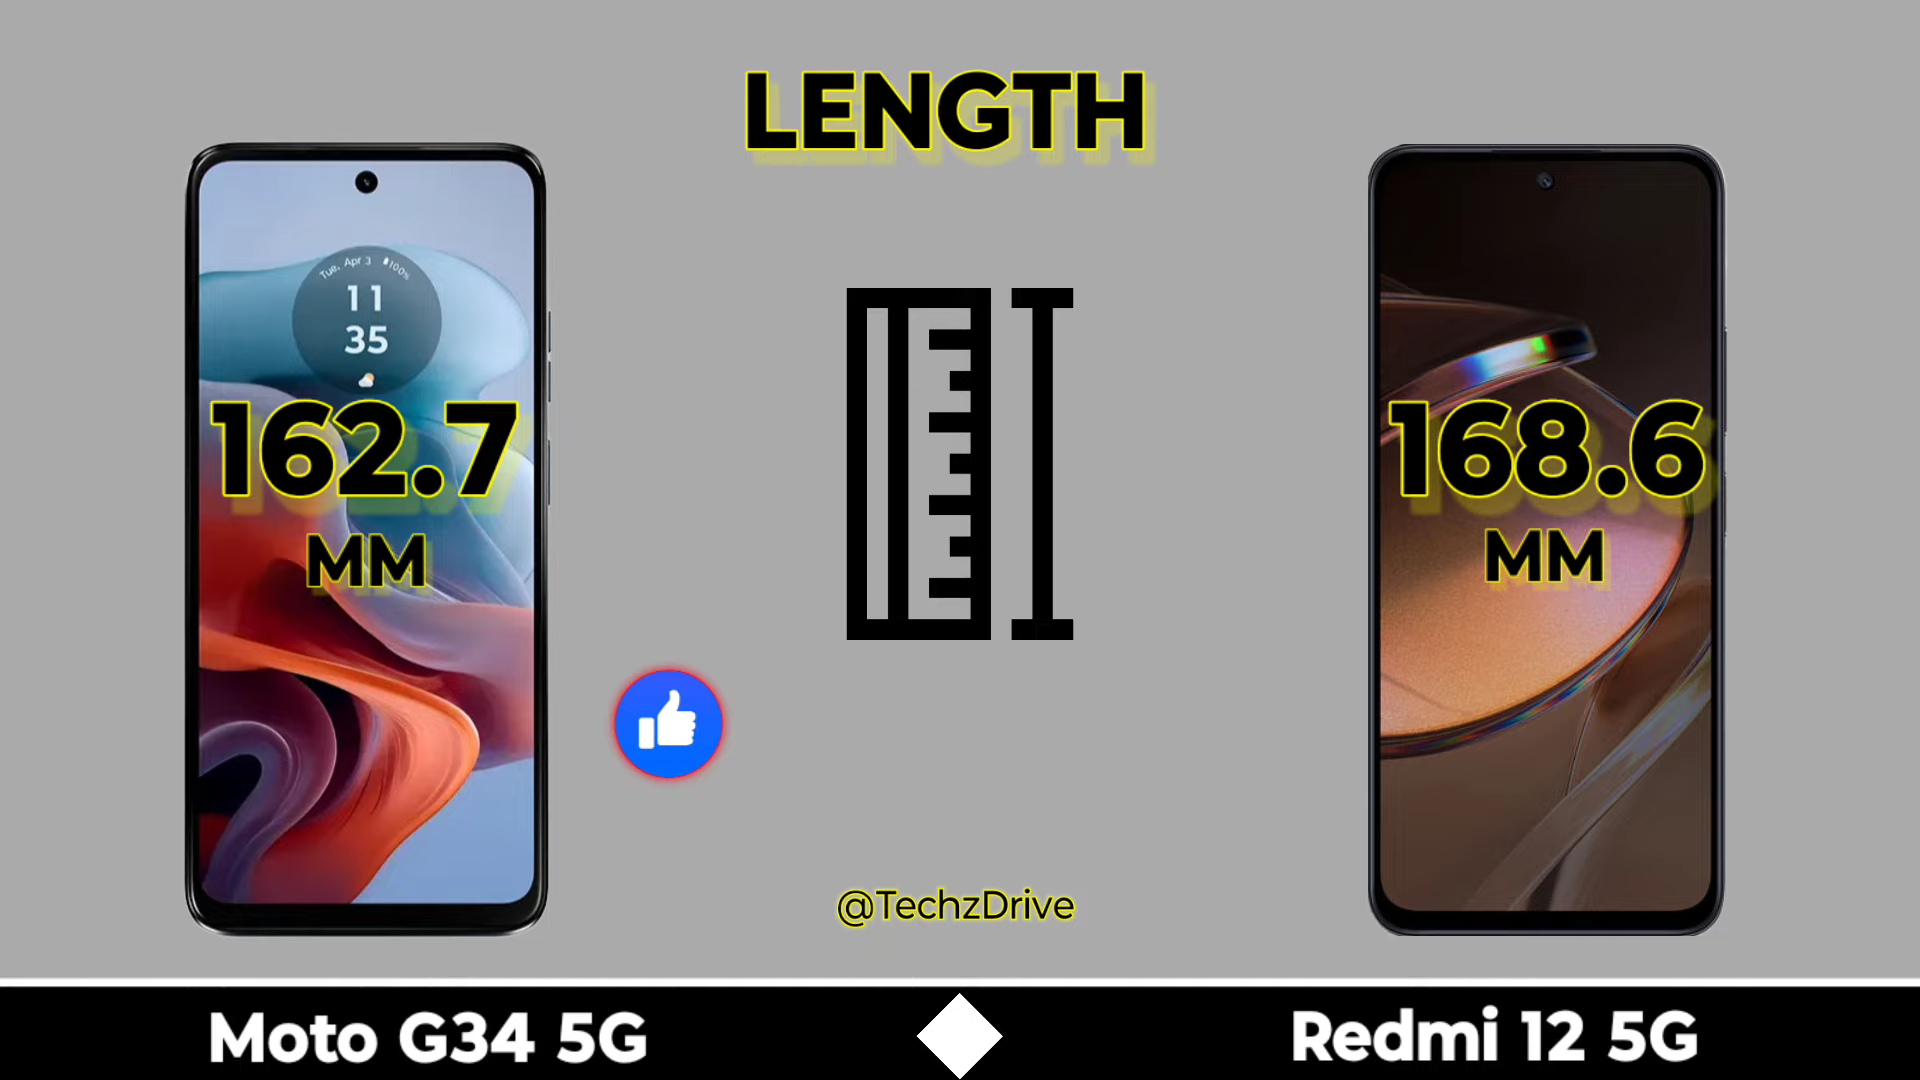 LENGTH
Tue, Apr 3 100%
11
35
162.7
MM
168.6
MM
@TechzDrive
Moto G34 5G
Redmi 12 5G